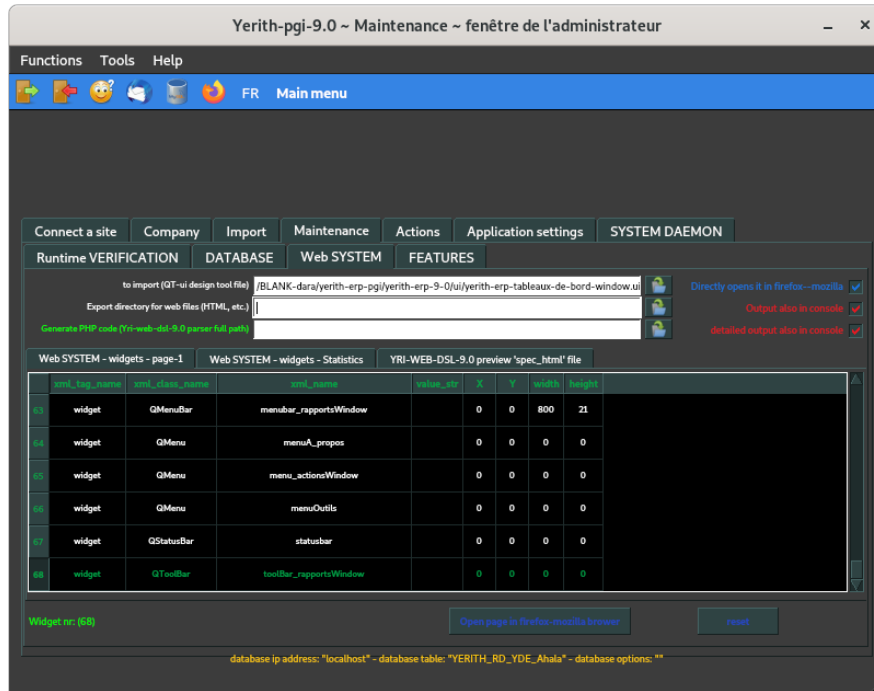 Yerith-pgi-9.0 ~ Maintenance ~ fenêtre de l'administrateur
Functions Tools Help
FR Main menu
Connect a site Company Import Maintenance Actions Application settings SYSTEM DAEMON
Runtime VERIFICATION DATABASE Web SYSTEM FEATURES
to import (QT-ui design tool file) /BLANK-dara/yerith-erp-pgi/yerith-erp-9-0/ui/yerith-erp-tableaux-de-bord-window.ui Directly opens it in firefox--mozilla
Export directory for web files (HTML, etc.) Output also in console
Generate PHP code (Yri-web-dsl-9.0 parser full path) detailed output also in console
Web SYSTEM - widgets - page-1 Web SYSTEM - widgets - Statistics YRI-WEB-DSL-9.0 preview 'spec_html' file
xml_tag_name xml_class_name xml_name value_str X Y width height
63 widget QMenuBar menubar_rapportsWindow 0 0 800 21
64 widget QMenu menuA_propos 0 0 0 0
65 widget QMenu menu_actionsWindow 0 0 0 0
66 widget QMenu menuOutils 0 0 0 0
67 widget QStatusBar statusbar 0 0 0 0
68 widget QToolBar toolBar_rapportsWindow 0 0 0 0
Widget nr: (68) Open page in firefox-mozilla brower reset
database ip address: "localhost" - database table: "YERITH_RD_YDE_Ahala" - database options: ""